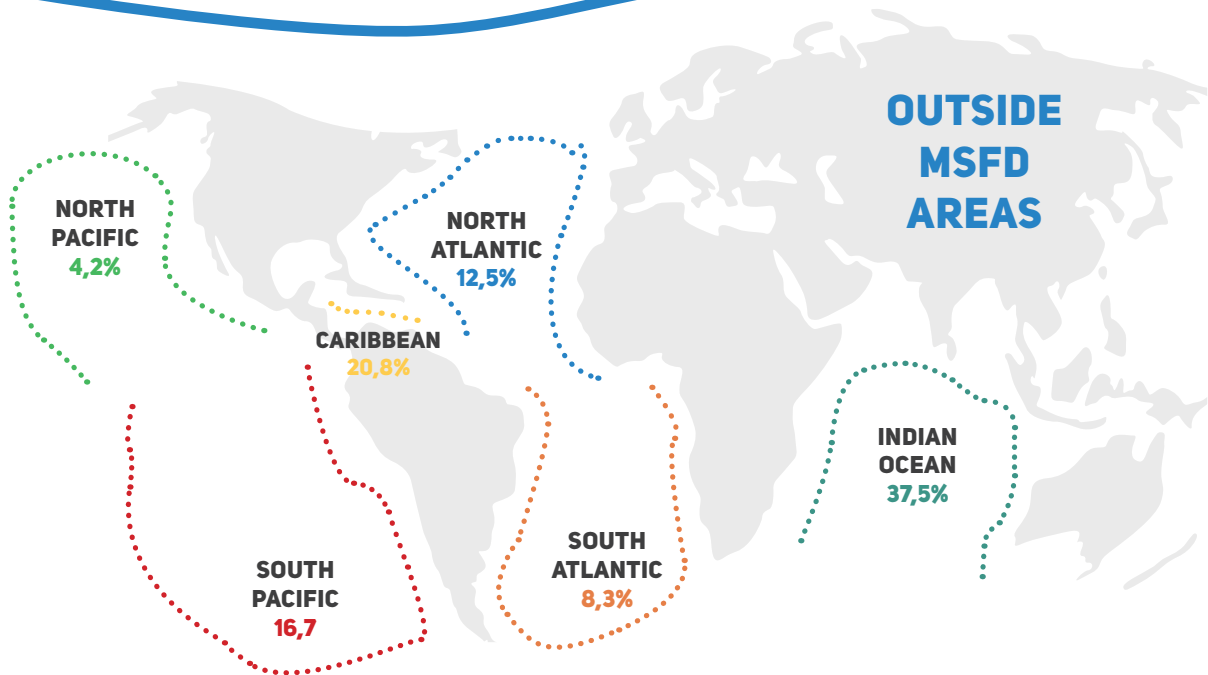 OUTSIDE
MSFD
AREAS
NORTH
PACIFIC
4,2%
NORTH
ATLANTIC
12,5%
CARIBBEAN
20,8%
INDIAN
OCEAN
37,5%
SOUTH
PACIFIC
16,7
SOUTH
ATLANTIC
8,3%